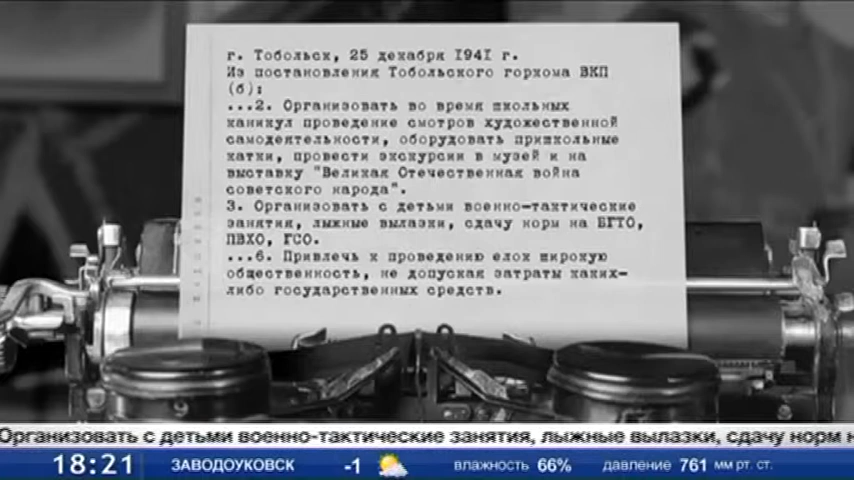 г. Тобольск, 25 декабря 1941 г.
Из постановления Тобольского горкома ВКП
(б):
...2. Организовать во время школьных
каникул проведение смотров художественной
самодеятельности, оборудовать пришкольные
катки, провести экскурсии в музей и на
выставку "Великая Отечественная война
советского народа".
3. Организовать с детьми военно-тактические
занятия, лыжные вылазки, сдачу норм на БГТО,
ПВХО, ГСО.
...6. Привлечь к проведению елок широкую
общественность, не допуская затраты каких-
либо государственных средств.
Организовать с детьми военно-тактические занятия, лыжные вылазки, сдачу норм н
18:21 ЗАВОДОУКОВСК -1 влажность 66% давление 761 мм рт. ст.